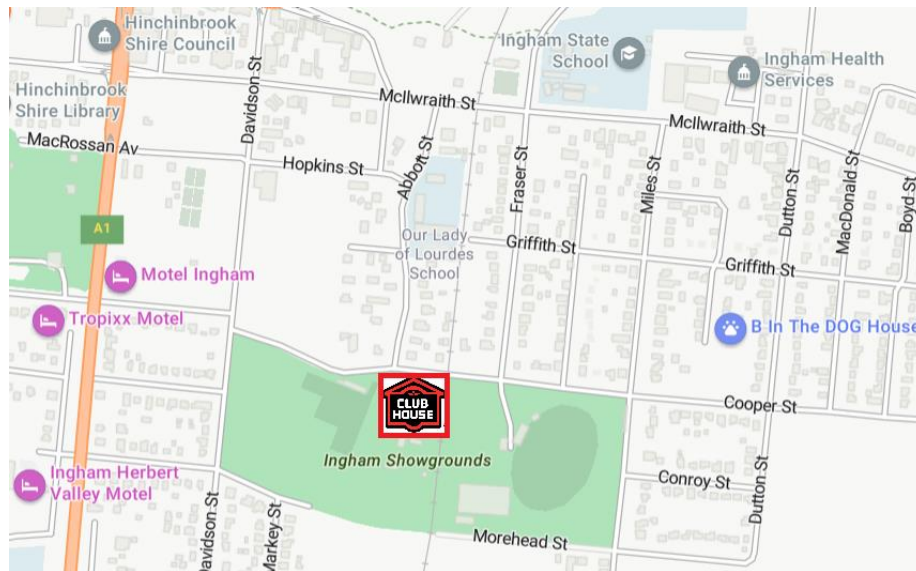 Hinchinbrook
Shire Council
Davidson St
Ingham State
School
Ingham Health
Services
Hinchinbrook
Shire Library
McIlwraith St
McIlwraith St
MacRossan Av
Hopkins St
Abbott St
Fraser St
Miles St
Dutton St
MacDonald St
Boyd St
A1
Our Lady
of Lourdes
School
Griffith St
Griffith St
Motel Ingham
Tropixx Motel
B In The DOG House
CLUB
HOUSE
Cooper St
Ingham Showgrounds
Ingham Herbert
Valley Motel
Conroy St
Dutton St
Davidson St
Markey St
Morehead St